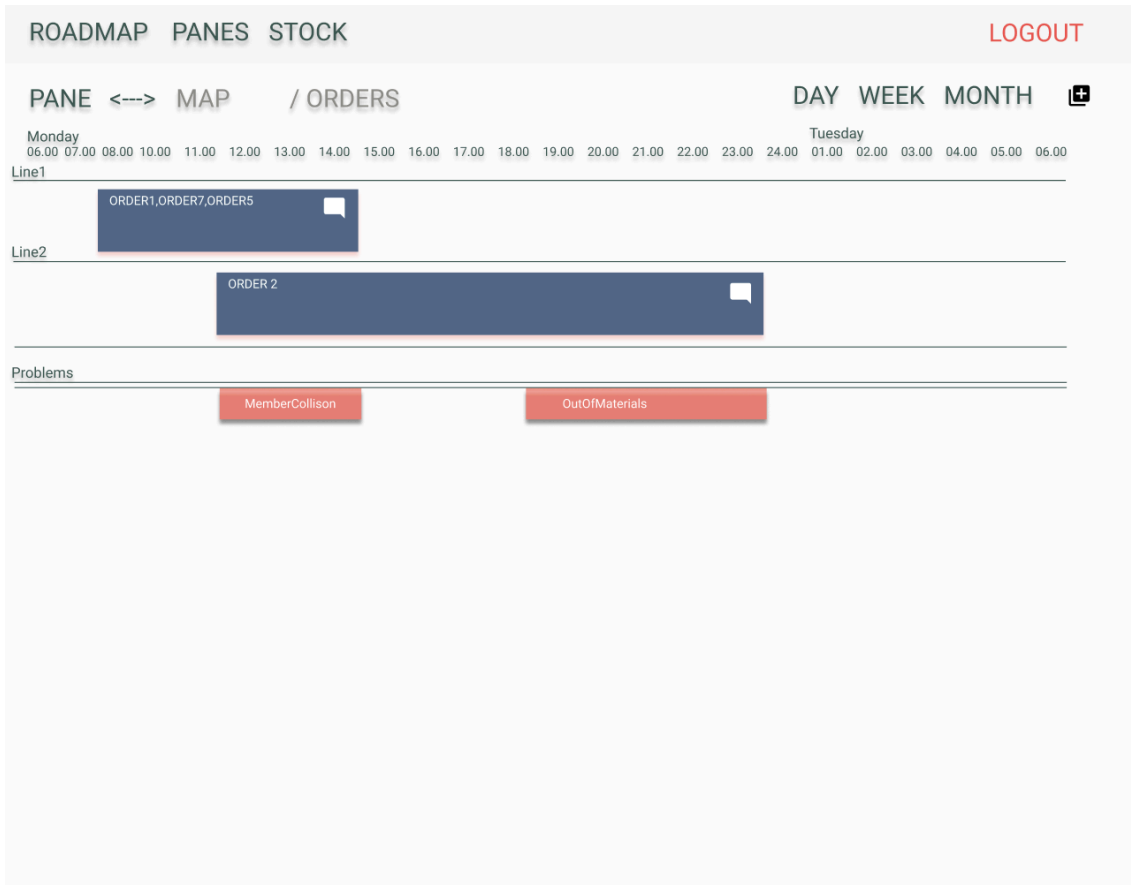 ROADMAP PANES STOCK LOGOUT
PANE <---> MAP / ORDERS DAY WEEK MONTH
Monday Tuesday
06.00 07.00 08.00 10.00 11.00 12.00 13.00 14.00 15.00 16.00 17.00 18.00 19.00 20.00 21.00 22.00 23.00 24.00 01.00 02.00 03.00 04.00 05.00 06.00
Line1
ORDER1,ORDER7,ORDER5
Line2
ORDER 2
Problems
MemberCollison OutOfMaterials